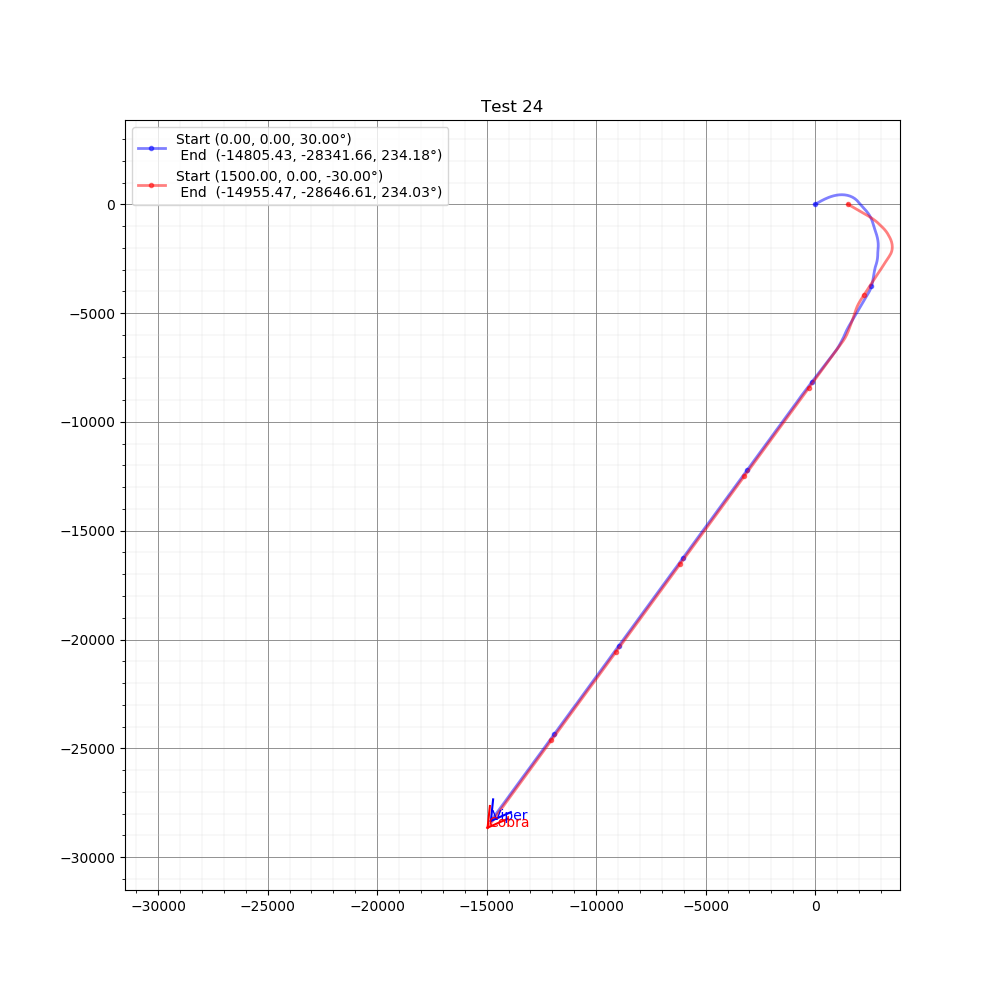 Test 24
Start (0.00, 0.00, 30.00°)
End (-14805.43, -28341.66, 234.18°)
Start (1500.00, 0.00, -30.00°)
End (-14955.47, -28646.61, 234.03°)
0
−5000
−10000
−15000
−20000
−25000
−30000
Viper
Cobra
−30000 −25000 −20000 −15000 −10000 −5000 0